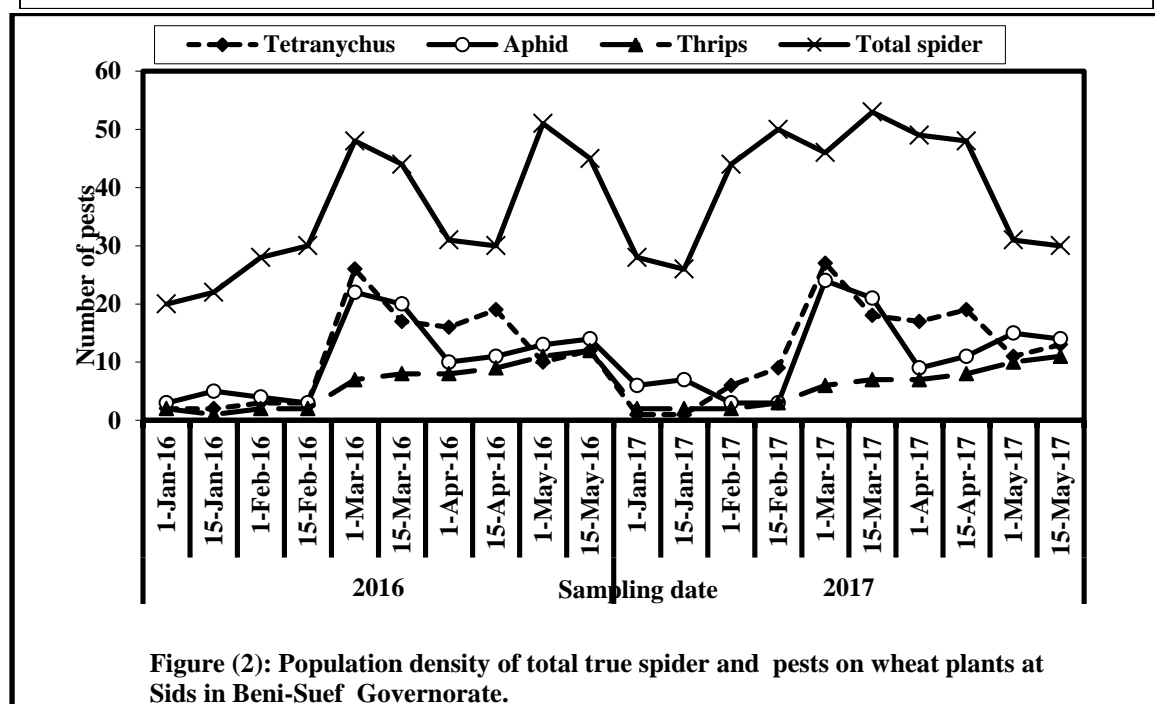 Tetranychus Aphid Thrips Total spider
60
50
40
30
20
10
0
Number of pests
1-Jan-16
15-Jan-16
1-Feb-16
15-Feb-16
1-Mar-16
15-Mar-16
1-Apr-16
15-Apr-16
1-May-16
15-May-16
1-Jan-17
15-Jan-17
1-Feb-17
15-Feb-17
1-Mar-17
15-Mar-17
1-Apr-17
15-Apr-17
1-May-17
15-May-17
2016 2017
Sampling date
Figure (2): Population density of total true spider and pests on wheat plants at
Sids in Beni-Suef Governorate.